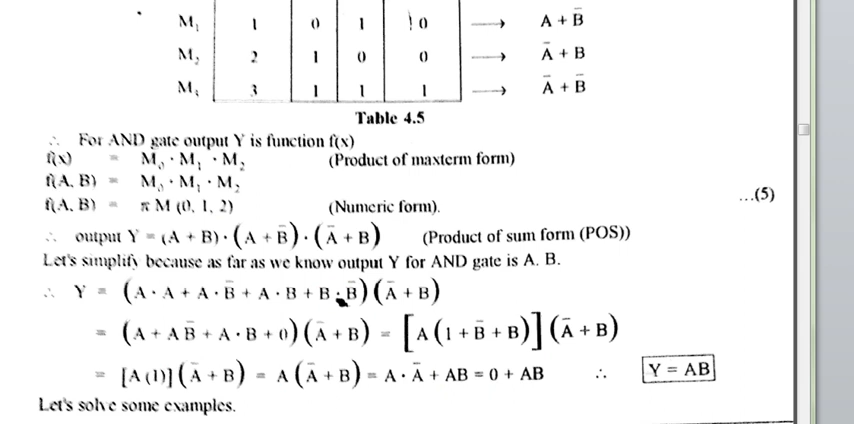 M₁ 1 0 1 0 ⟶ A + B̄
M₂ 2 1 0 0 ⟶ Ā + B
M₃ 3 1 1 1 ⟶ Ā + B̄
Table 4.5
∴ For AND gate output Y is function f(x)
f(x) = M₀ · M₁ · M₂ (Product of maxterm form)
f(A, B) = M₀ · M₁ · M₂
f(A, B) = π M (0, 1, 2) (Numeric form). ...(5)
∴ output Y = (A + B) · (A + B̄) · (Ā + B) (Product of sum form (POS))
Let's simplify because as far as we know output Y for AND gate is A. B.
∴ Y = (A · A + A · B̄ + A · B + B · B̄) (Ā + B)
= (A + A B̄ + A · B + 0) (Ā + B) = [A (1 + B̄ + B)] (Ā + B)
= [A (1)] (Ā + B) = A (Ā + B) = A · Ā + AB = 0 + AB ∴ Y = AB
Let's solve some examples.